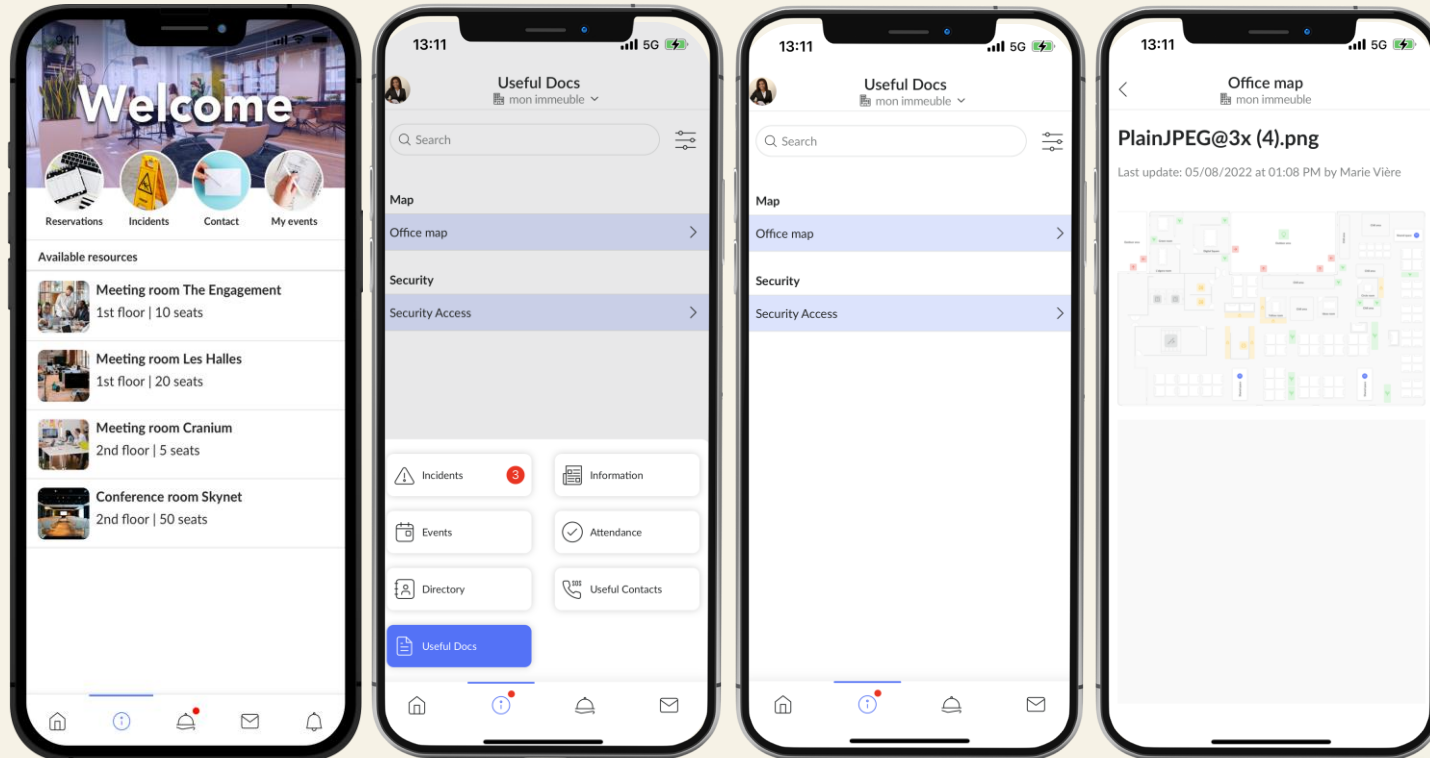 9:41
Welcome
Reservations
Incidents
Contact
My events
Available resources
Meeting room The Engagement
1st floor | 10 seats
Meeting room Les Halles
1st floor | 20 seats
Meeting room Cranium
2nd floor | 5 seats
Conference room Skynet
2nd floor | 50 seats
13:11
5G
Useful Docs
mon immeuble
Search
Map
Office map
Security
Security Access
Incidents
3
Information
Events
Attendance
Directory
SOS
Useful Contacts
Useful Docs
13:11
5G
Useful Docs
mon immeuble
Search
Map
Office map
Security
Security Access
13:11
5G
Office map
mon immeuble
PlainJPEG@3x (4).png
Last update: 05/08/2022 at 01:08 PM by Marie Vière